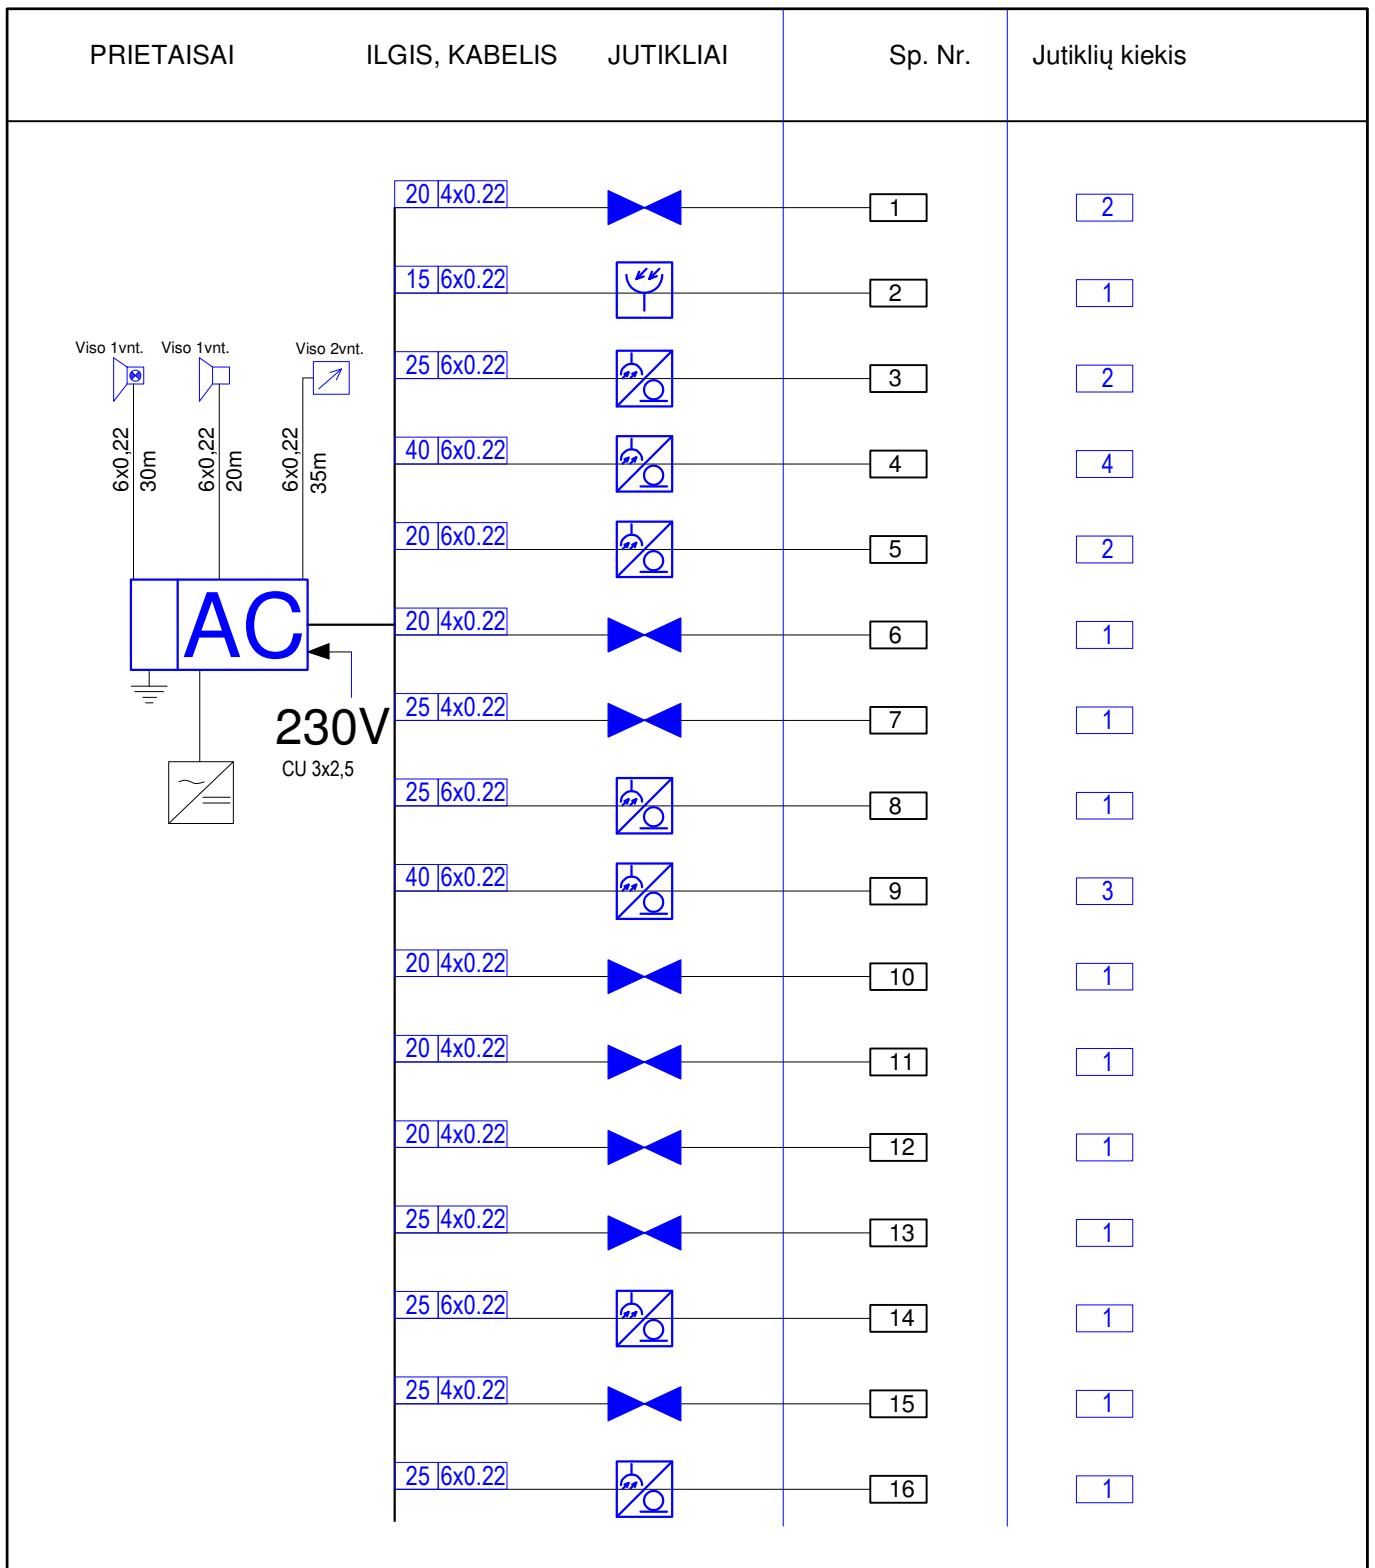 PRIETAISAI ILGIS, KABELIS JUTIKLIAI Sp. Nr. Jutiklių kiekis
20 4x0.22 1 2
15 6x0.22 2 1
Viso 1vnt. Viso 1vnt. Viso 2vnt.
25 6x0.22 3 2
6x0,22 30m
6x0,22 20m
6x0,22 35m
40 6x0.22 4 4
20 6x0.22 5 2
AC
20 4x0.22 6 1
230V
CU 3x2,5
25 4x0.22 7 1
25 6x0.22 8 1
40 6x0.22 9 3
20 4x0.22 10 1
20 4x0.22 11 1
20 4x0.22 12 1
25 4x0.22 13 1
25 6x0.22 14 1
25 4x0.22 15 1
25 6x0.22 16 1